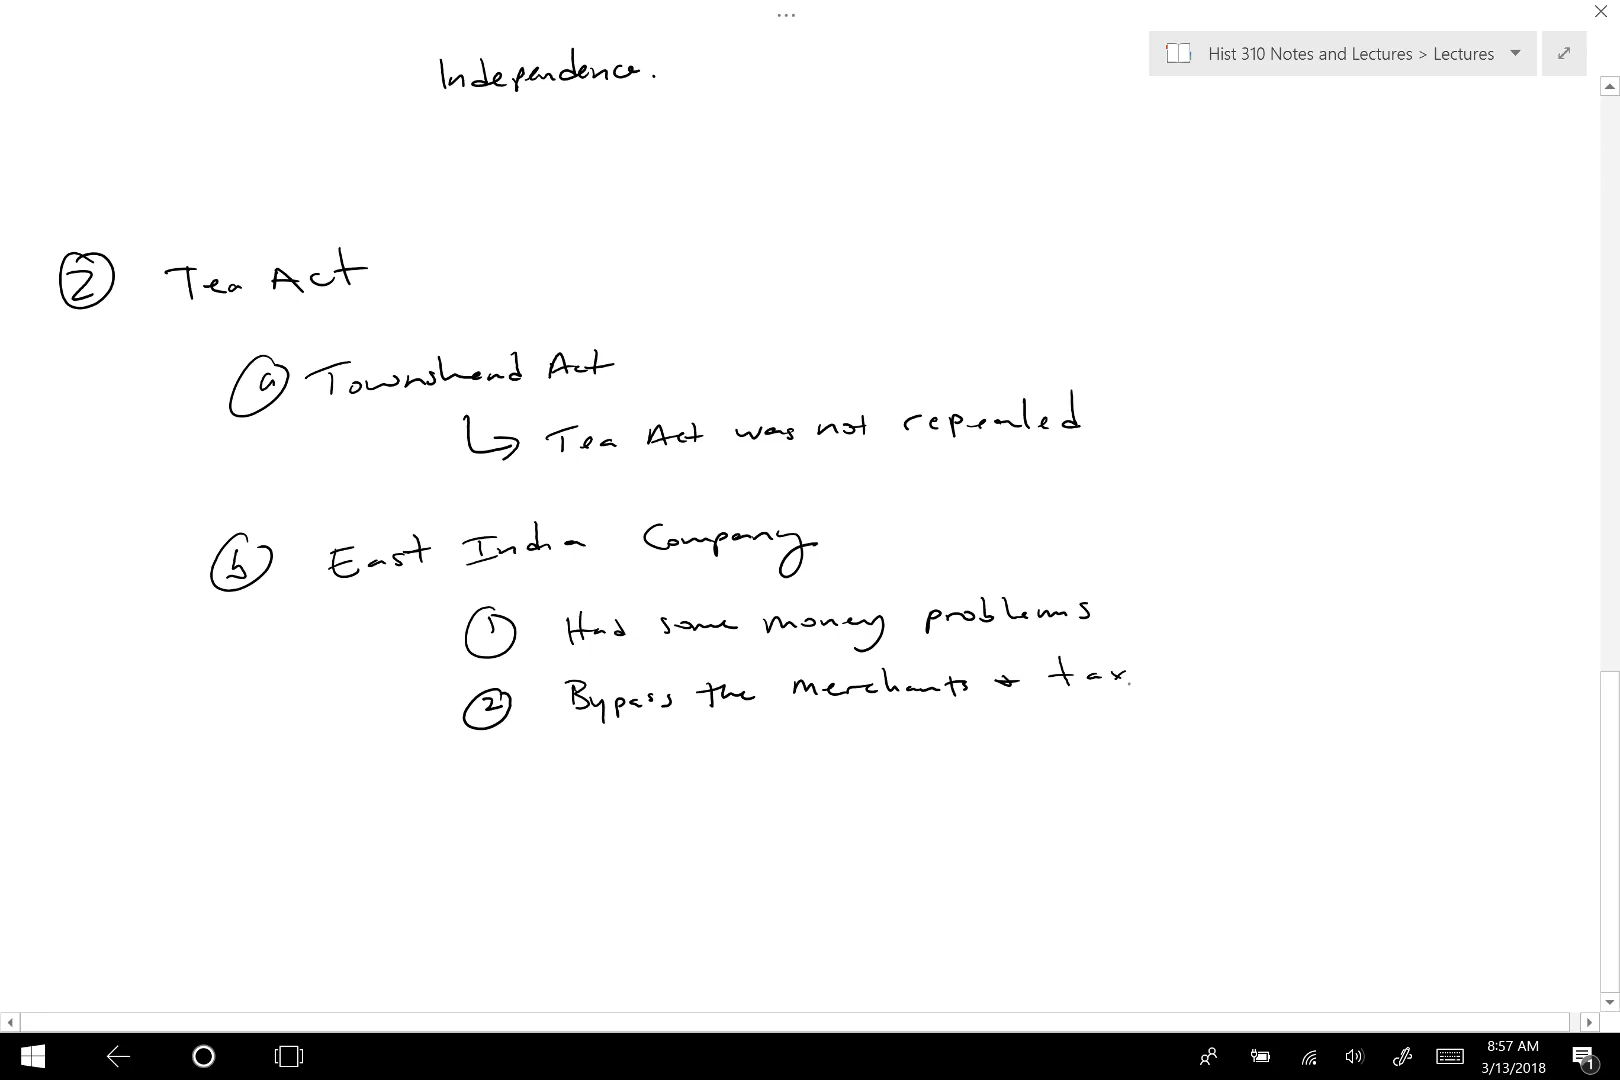 ...
Independence.
Hist 310 Notes and Lectures > Lectures
② Tea Act
ⓐ Townshend Act
↳ Tea Act was not repealed
ⓑ East India Company
① Had some money problems
② Bypass the merchants + tax.
8:57 AM
3/13/2018
1